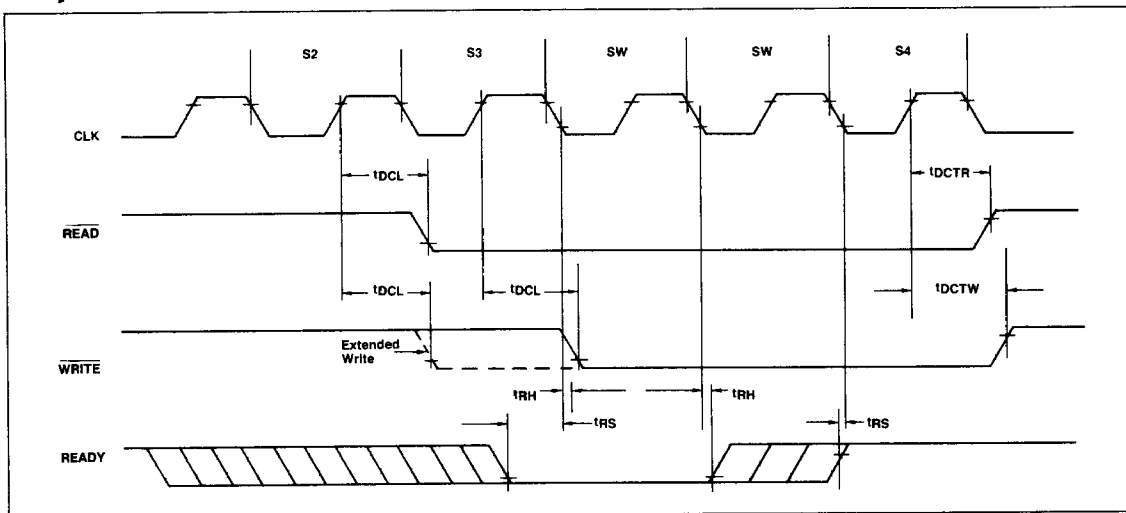 S2 S3 SW SW S4
CLK
tDCL tDCTR
READ
tDCL tDCL tDCTW
Extended
Write
WRITE
tRH tRH
tRS tRS
READY